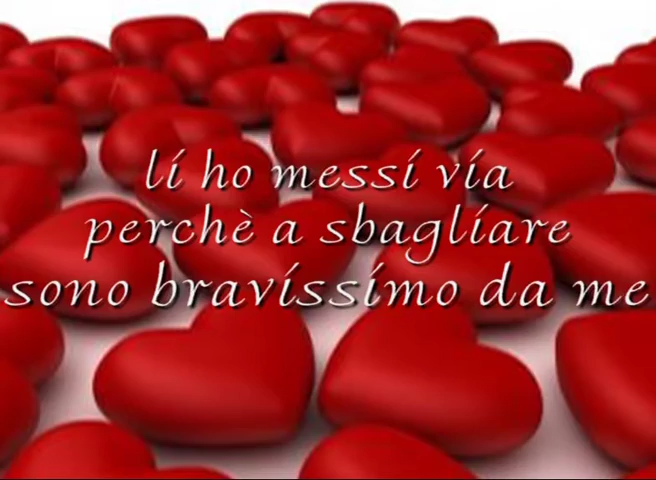 li ho messi via
perchè a sbagliare
sono bravissimo da me